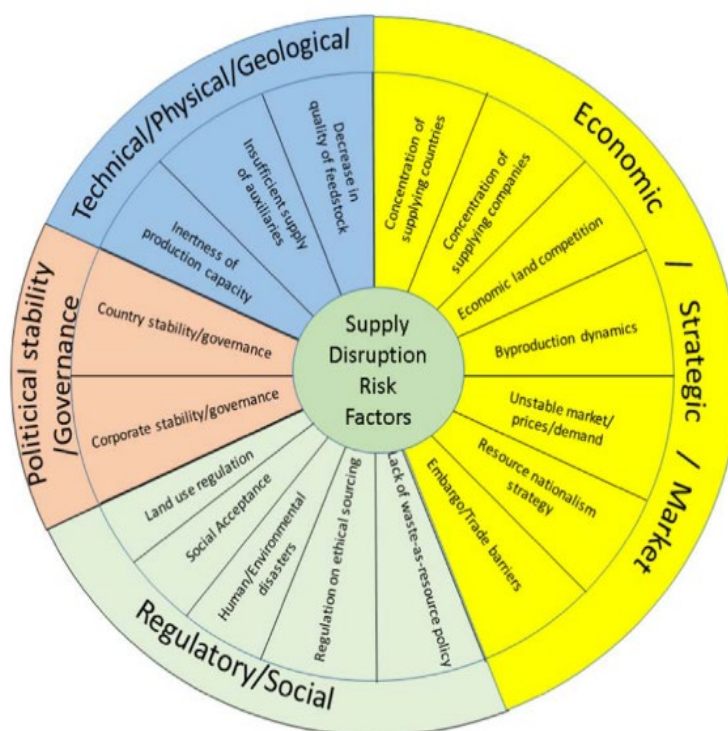 Supply
Disruption
Risk
Factors
Economic / Strategic / Market
Concentration of
supplying countries
Concentration of
supplying companies
Economic land competition
Byproduction dynamics
Unstable market/
prices/demand
Resource nationalism
strategy
Embargo/Trade barriers
Regulatory/Social
Lack of waste-as-resource policy
Regulation on ethical sourcing
Human/Environmental
disasters
Social Acceptance
Land use regulation
Politicical stability
/Governance
Corporate stability/governance
Country stability/governance
Technical/Physical/Geological
Inertness of
production capacity
Insufficient supply
of auxiliaries
Decrease in
quality of feedstock